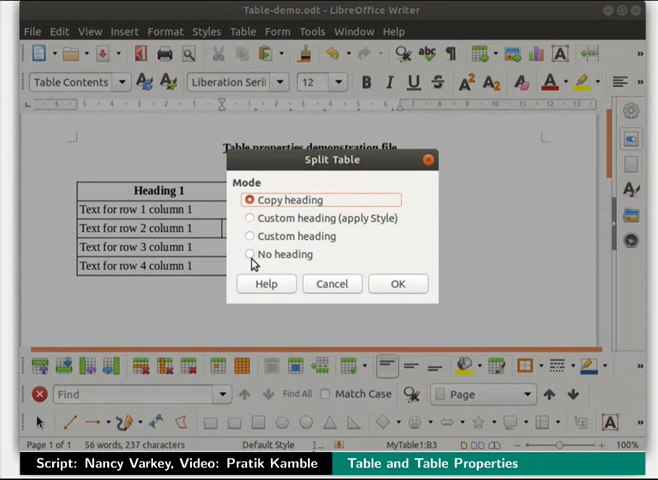 Table-demo.odt - LibreOffice Writer
File Edit View Insert Format Styles Table Form Tools Window Help
Table Contents Liberation Seri 12
Table properties demonstration file
Split Table
Mode
Copy heading
Custom heading (apply Style)
Custom heading
No heading
Help Cancel OK
Heading 1
Text for row 1 column 1
Text for row 2 column 1
Text for row 3 column 1
Text for row 4 column 1
Find Find All Match Case Page
Page 1 of 1 56 words, 237 characters Default Style MyTable1:B3 100%
Script: Nancy Varkey, Video: Pratik Kamble Table and Table Properties